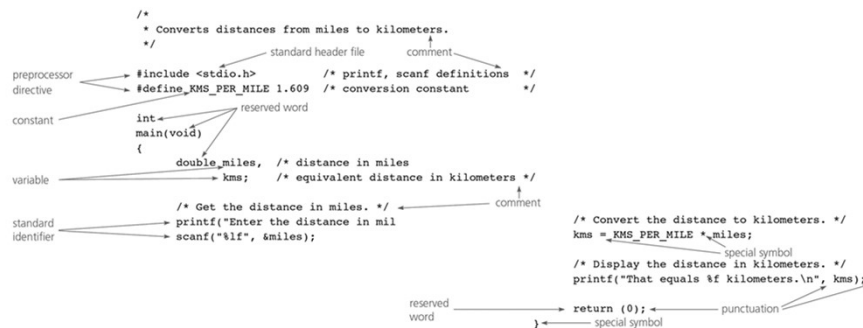 /*
* Converts distances from miles to kilometers.
*/
standard header file comment
preprocessor directive
#include <stdio.h> /* printf, scanf definitions */
#define KMS_PER_MILE 1.609 /* conversion constant */
constant
reserved word
int
main(void)
{
double miles, /* distance in miles
variable
kms; /* equivalent distance in kilometers */
comment
/* Get the distance in miles. */
standard identifier
printf("Enter the distance in mil
scanf("%lf", &miles);
/* Convert the distance to kilometers. */
kms = KMS_PER_MILE * miles;
special symbol
/* Display the distance in kilometers. */
printf("That equals %f kilometers.\n", kms);
reserved word
return (0);
punctuation
}
special symbol